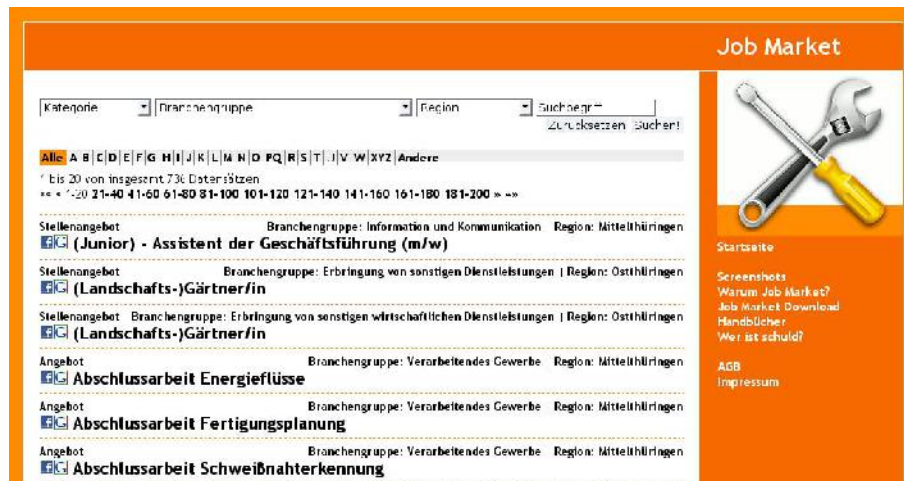 Job Market
Kategorie Branchengruppe Region Suchbegriff
Zurücksetzen Suchen!
Alle A B C D E F G H I J K L M N O PQ R S T U V W XYZ Andere
1 bis 20 von insgesamt 736 Datensätzen
«« « 1-20 21-40 41-60 61-80 81-100 101-120 121-140 141-160 161-180 181-200 » »»
Stellenangebot Branchengruppe: Information und Kommunikation Region: Mittelthüringen
(Junior) - Assistent der Geschäftsführung (m/w)
Stellenangebot Branchengruppe: Erbringung von sonstigen Dienstleistungen | Region: Ostthüringen
(Landschafts-)Gärtner/in
Stellenangebot Branchengruppe: Erbringung von sonstigen wirtschaftlichen Dienstleistungen | Region: Ostthüringen
(Landschafts-)Gärtner/in
Angebot Branchengruppe: Verarbeitendes Gewerbe Region: Mittelthüringen
Abschlussarbeit Energieflüsse
Angebot Branchengruppe: Verarbeitendes Gewerbe Region: Mittelthüringen
Abschlussarbeit Fertigungsplanung
Angebot Branchengruppe: Verarbeitendes Gewerbe Region: Mittelthüringen
Abschlussarbeit Schweißnahterkennung
Startseite
Screenshots
Warum Job Market?
Job Market Download
Handbücher
Wer ist schuld?
AGB
Impressum